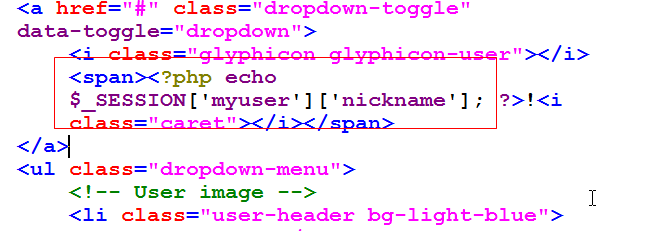 <a href="#" class="dropdown-toggle"
data-toggle="dropdown">
<i class="glyphicon glyphicon-user"></i>
<span><?php echo
$_SESSION['myuser']['nickname']; ?>!<i
class="caret"></i></span>
</a>
<ul class="dropdown-menu">
<!-- User image -->
<li class="user-header bg-light-blue">